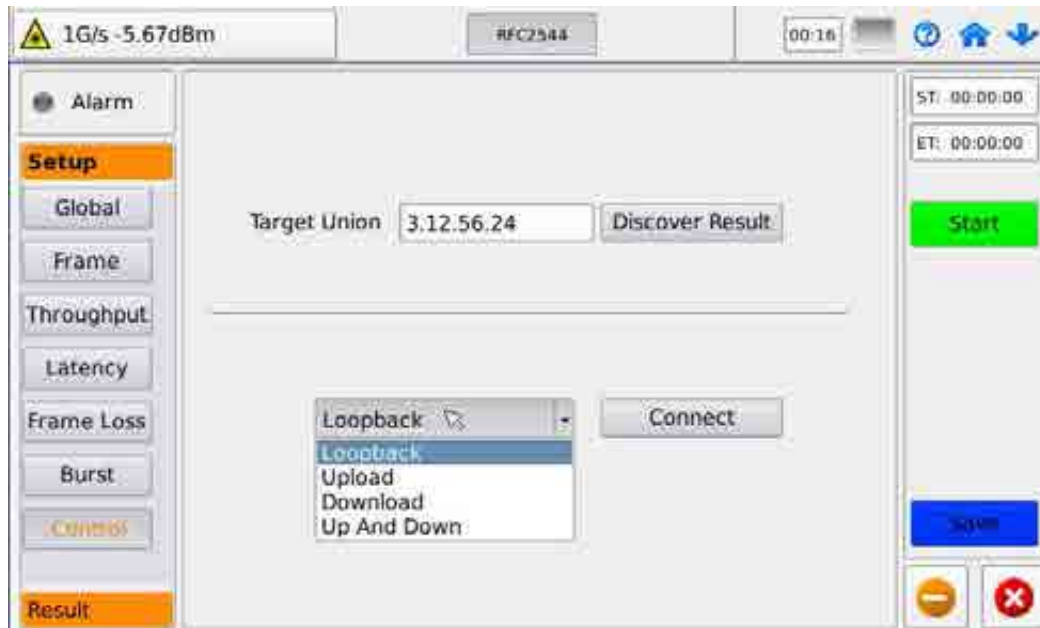 1G/s -5.67dBm
RFC2544
00:16
Alarm
Setup
Global
Frame
Throughput
Latency
Frame Loss
Burst
Control
Result
Target Union 3.12.56.24 Discover Result
Loopback Connect
Loopback
Upload
Download
Up And Down
ST: 00:00:00
ET: 00:00:00
Start
Save